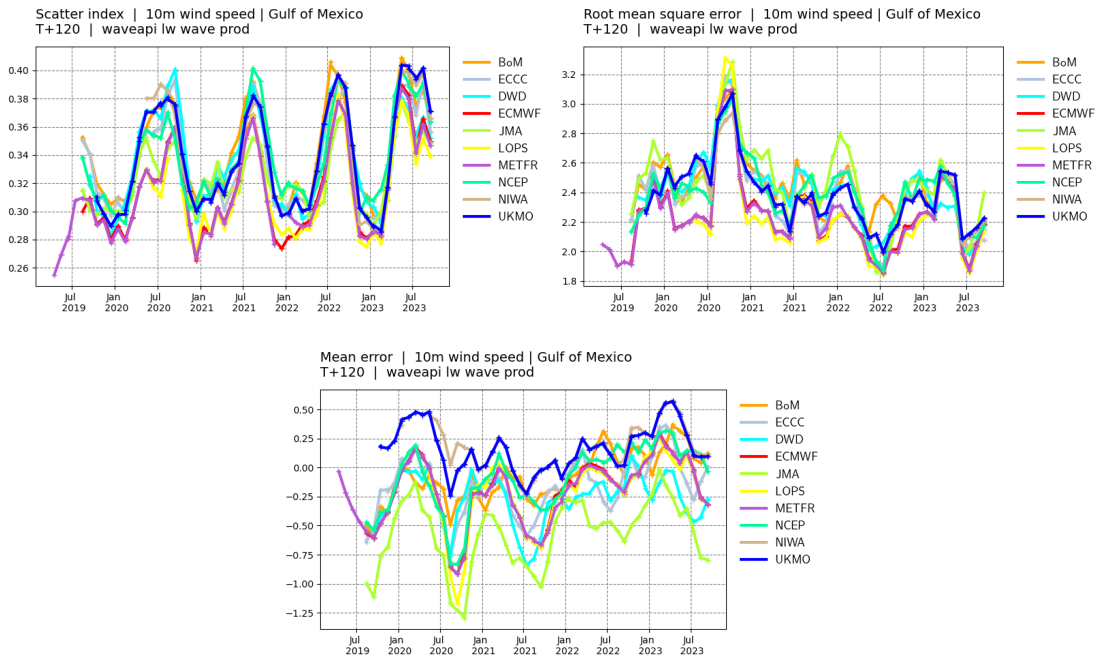 Scatter index | 10m wind speed | Gulf of Mexico
T+120 | waveapi lw wave prod
0.40
0.38
0.36
0.34
0.32
0.30
0.28
0.26
Jul Jan Jul Jan Jul Jan Jul Jan Jul
2019 2020 2020 2021 2021 2022 2022 2023 2023
BoM
ECCC
DWD
ECMWF
JMA
LOPS
METFR
NCEP
NIWA
UKMO
Root mean square error | 10m wind speed | Gulf of Mexico
T+120 | waveapi lw wave prod
3.2
3.0
2.8
2.6
2.4
2.2
2.0
1.8
Jul Jan Jul Jan Jul Jan Jul Jan Jul
2019 2020 2020 2021 2021 2022 2022 2023 2023
BoM
ECCC
DWD
ECMWF
JMA
LOPS
METFR
NCEP
NIWA
UKMO
Mean error | 10m wind speed | Gulf of Mexico
T+120 | waveapi lw wave prod
0.50
0.25
0.00
−0.25
−0.50
−0.75
−1.00
−1.25
Jul Jan Jul Jan Jul Jan Jul Jan Jul
2019 2020 2020 2021 2021 2022 2022 2023 2023
BoM
ECCC
DWD
ECMWF
JMA
LOPS
METFR
NCEP
NIWA
UKMO